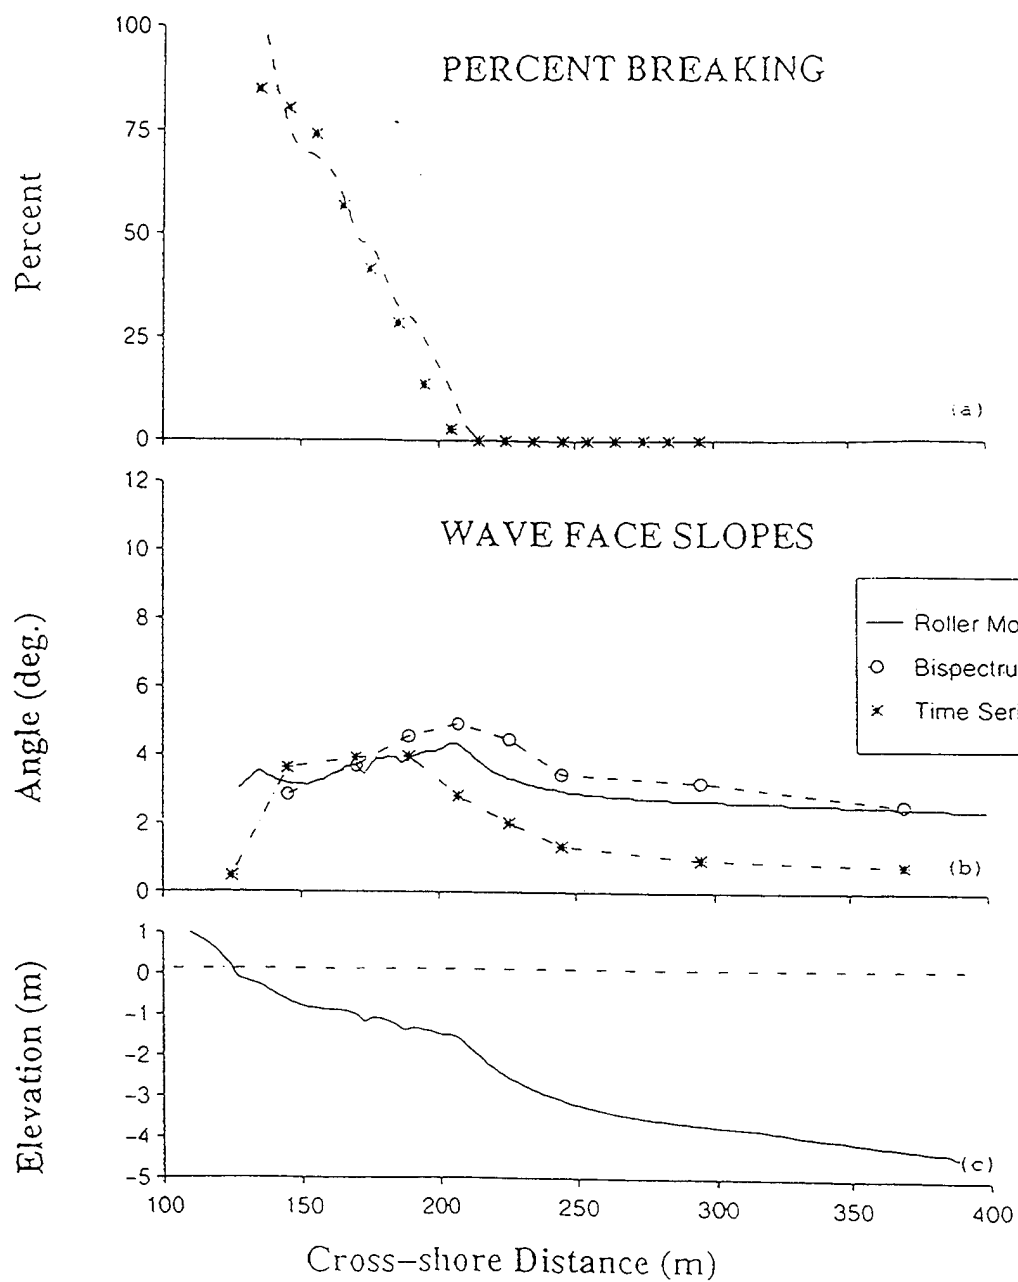 PERCENT BREAKING
Percent
100
75
50
25
0
(a)
WAVE FACE SLOPES
Angle (deg.)
12
10
8
6
4
2
0
Roller Mo
Bispectru
Time Ser
(b)
Elevation (m)
1
0
-1
-2
-3
-4
-5
(c)
100
150
200
250
300
350
400
Cross-shore Distance (m)